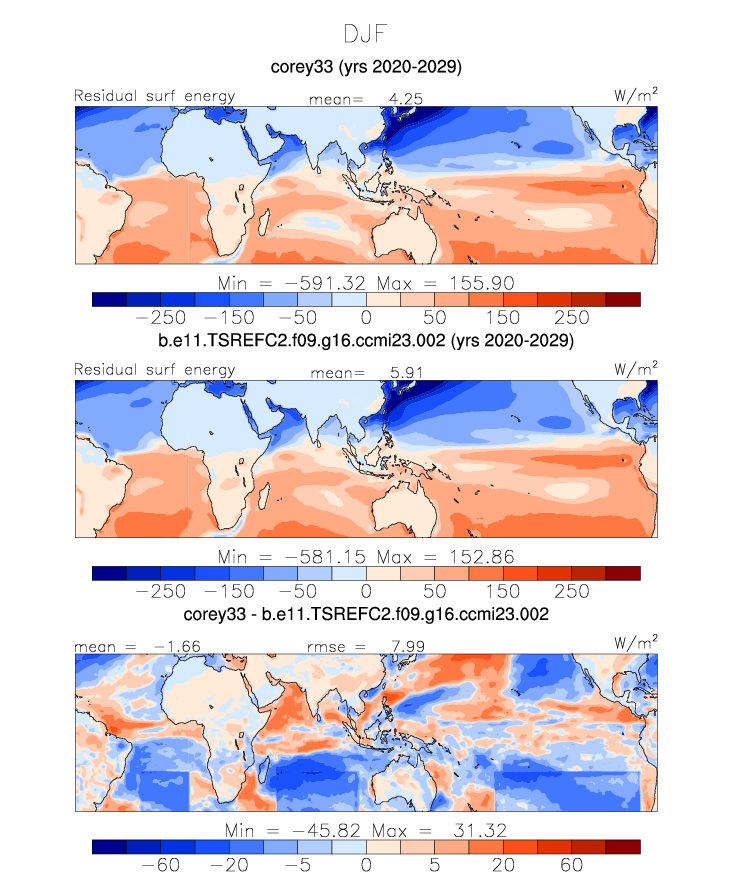 DJF
corey33 (yrs 2020-2029)
Residual surf energy mean= 4.25 W/m²
Min = -591.32 Max = 155.90
-250 -150 -50 0 50 150 250
b.e11.TSREFC2.f09.g16.ccmi23.002 (yrs 2020-2029)
Residual surf energy mean= 5.91 W/m²
Min = -581.15 Max = 152.86
-250 -150 -50 0 50 150 250
corey33 - b.e11.TSREFC2.f09.g16.ccmi23.002
mean = -1.66 rmse = 7.99 W/m²
Min = -45.82 Max = 31.32
-60 -20 -5 0 5 20 60